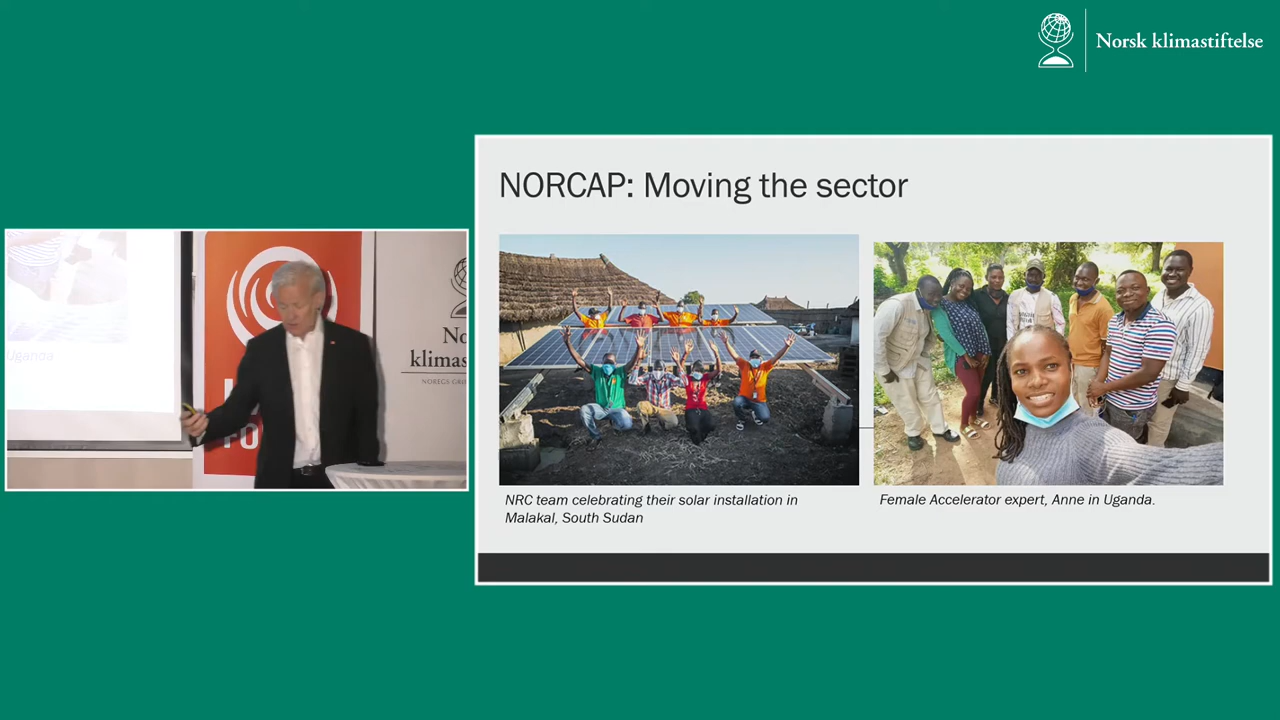 Norsk klimastiftelse
NORCAP: Moving the sector
NRC team celebrating their solar installation in
Malakal, South Sudan
Female Accelerator expert, Anne in Uganda.
Uganda